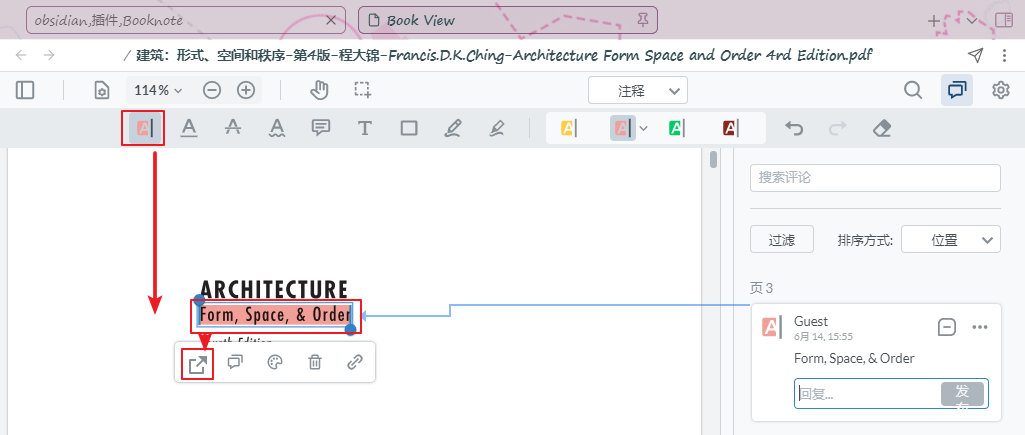 obsidian,插件,Booknote
Book View
/ 建筑：形式、空间和秩序-第4版-程大锦-Francis.D.K.Ching-Architecture Form Space and Order 4rd Edition.pdf
114%
注释
搜索评论
过滤
排序方式:
位置
页 3
ARCHITECTURE
Form, Space, & Order
Edition
Guest
6月 14, 15:55
Form, Space, & Order
回复...
发